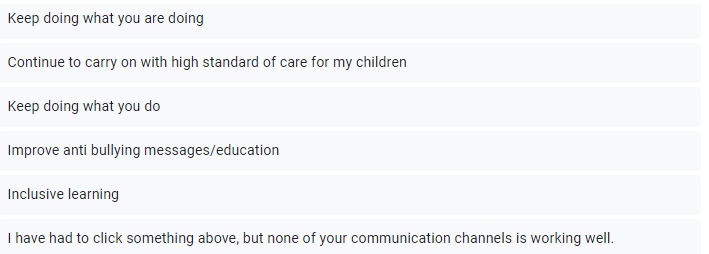 Keep doing what you are doing
Continue to carry on with high standard of care for my children
Keep doing what you do
Improve anti bullying messages/education
Inclusive learning
I have had to click something above, but none of your communication channels is working well.